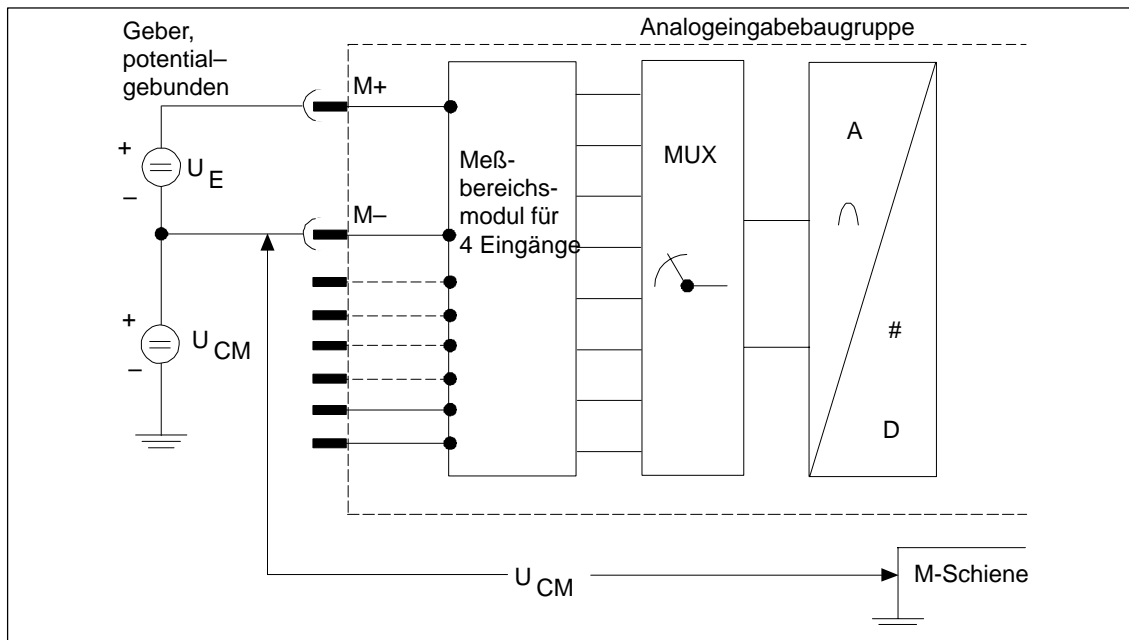 Analogeingabebaugruppe
Geber,
potential–
gebunden
M+
+
U E
–
M–
Meß-
bereichs-
modul für
4 Eingänge
MUX
A
#
D
+
U CM
–
U CM
M-Schiene